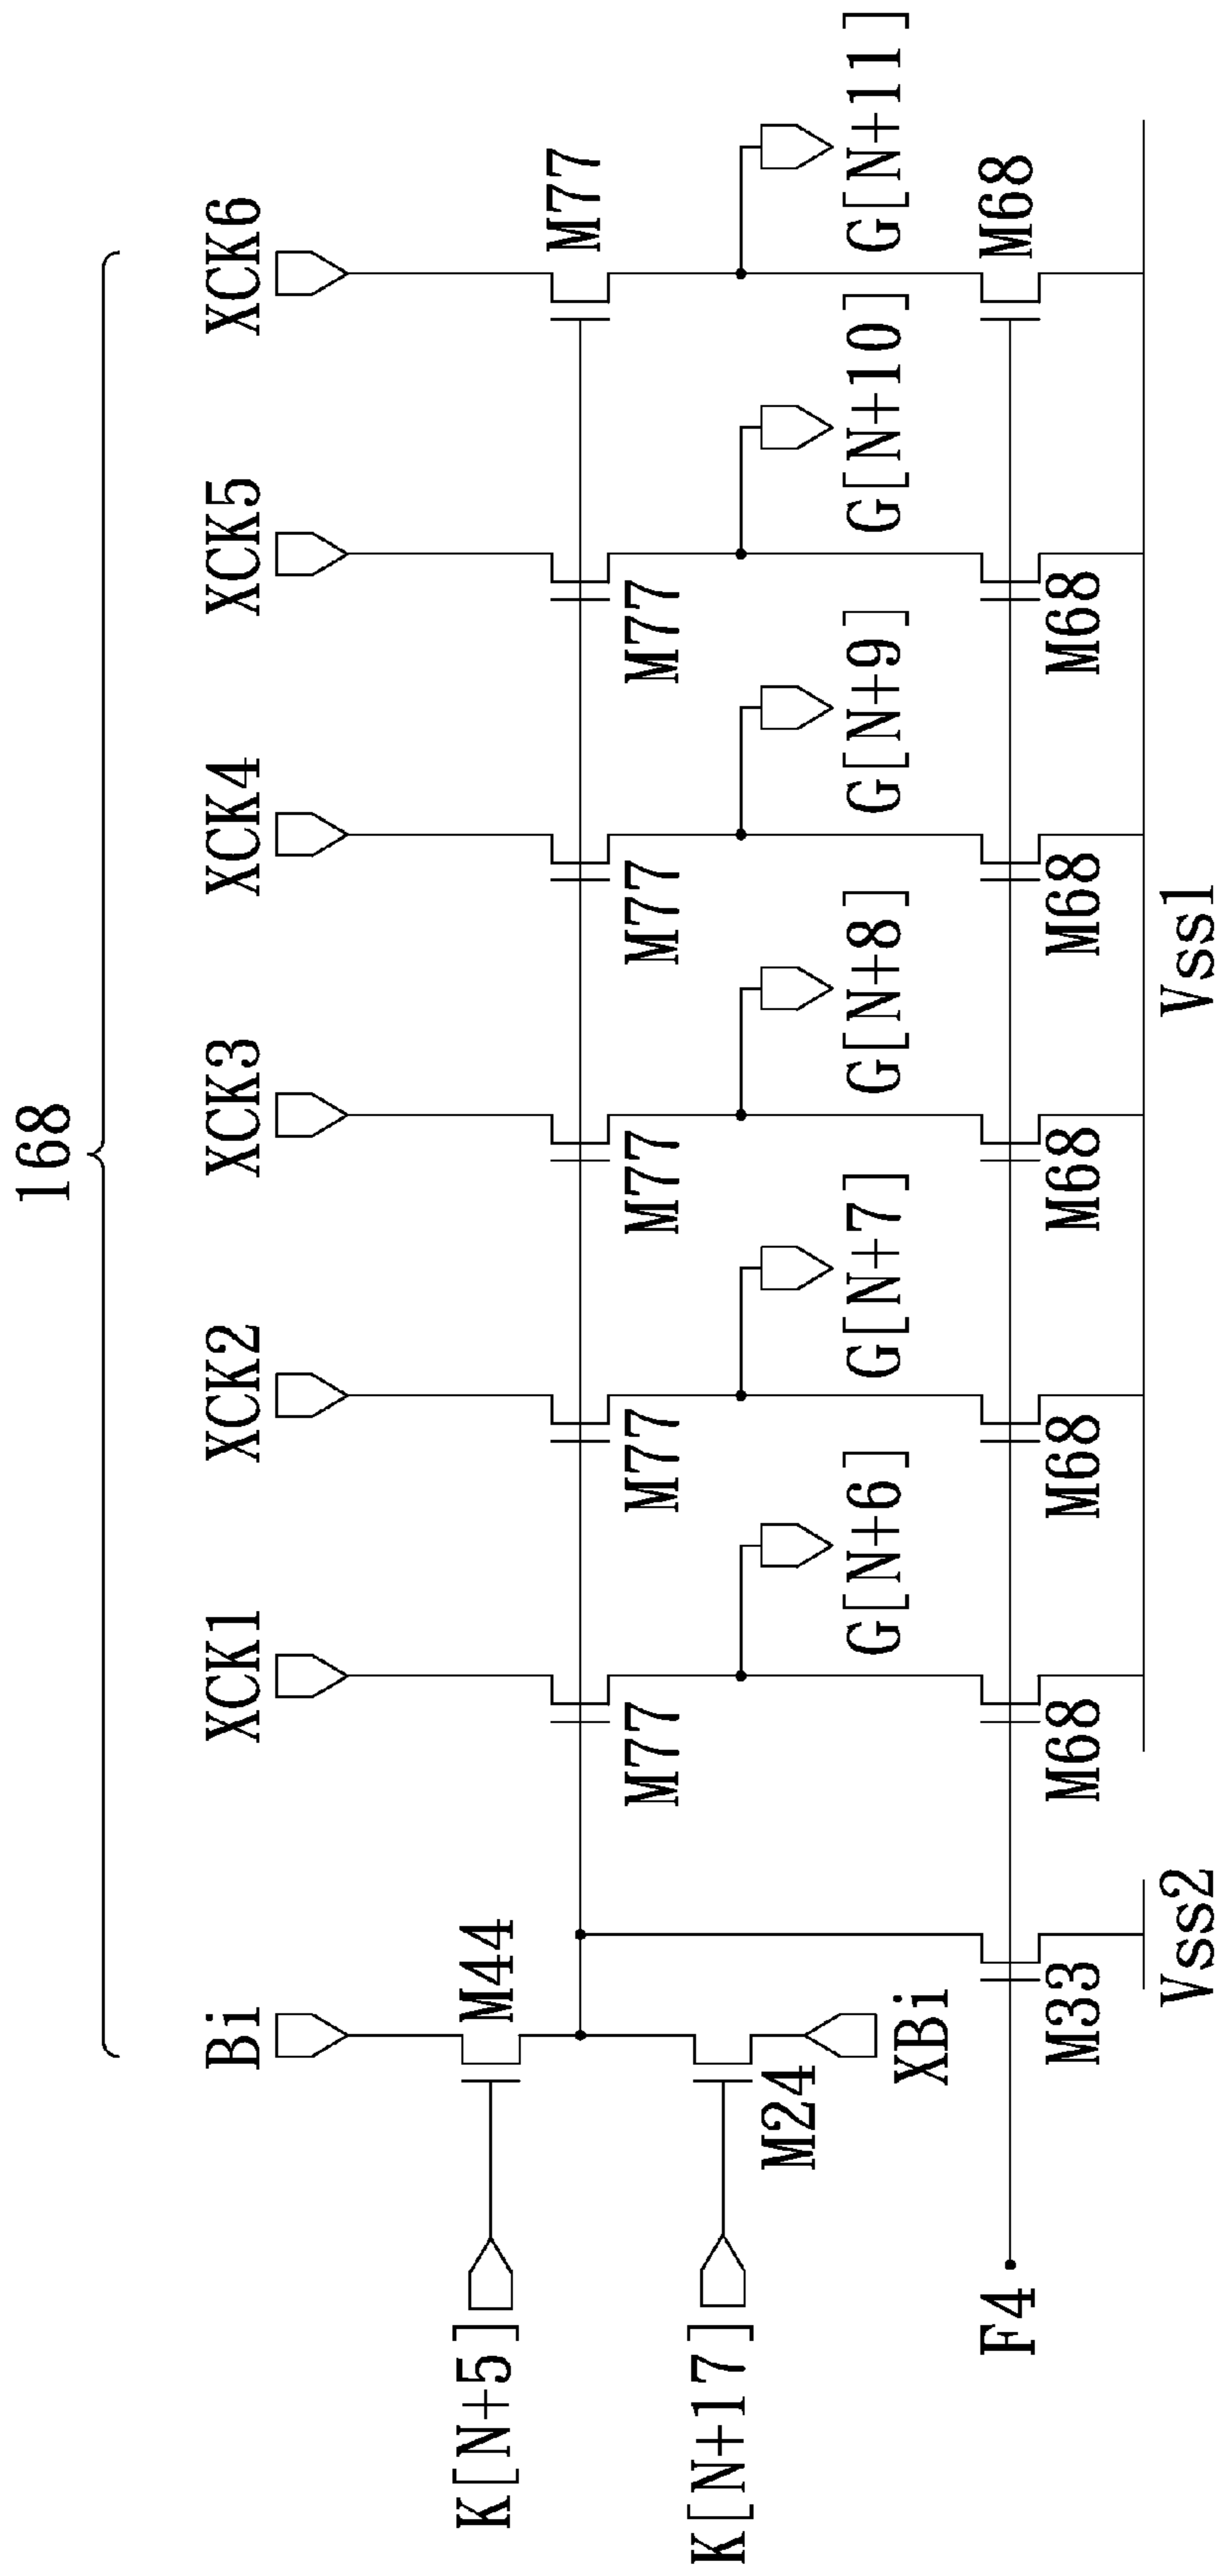 168
Bi
XCK1
XCK2
XCK3
XCK4
XCK5
XCK6
K[N+5]
M44
M77
M77
M77
M77
M77
M77
K[N+17]
M24
XBi
G[N+6]
G[N+7]
G[N+8]
G[N+9]
G[N+10]
G[N+11]
F4
M33
M68
M68
M68
M68
M68
M68
Vss2
Vss1